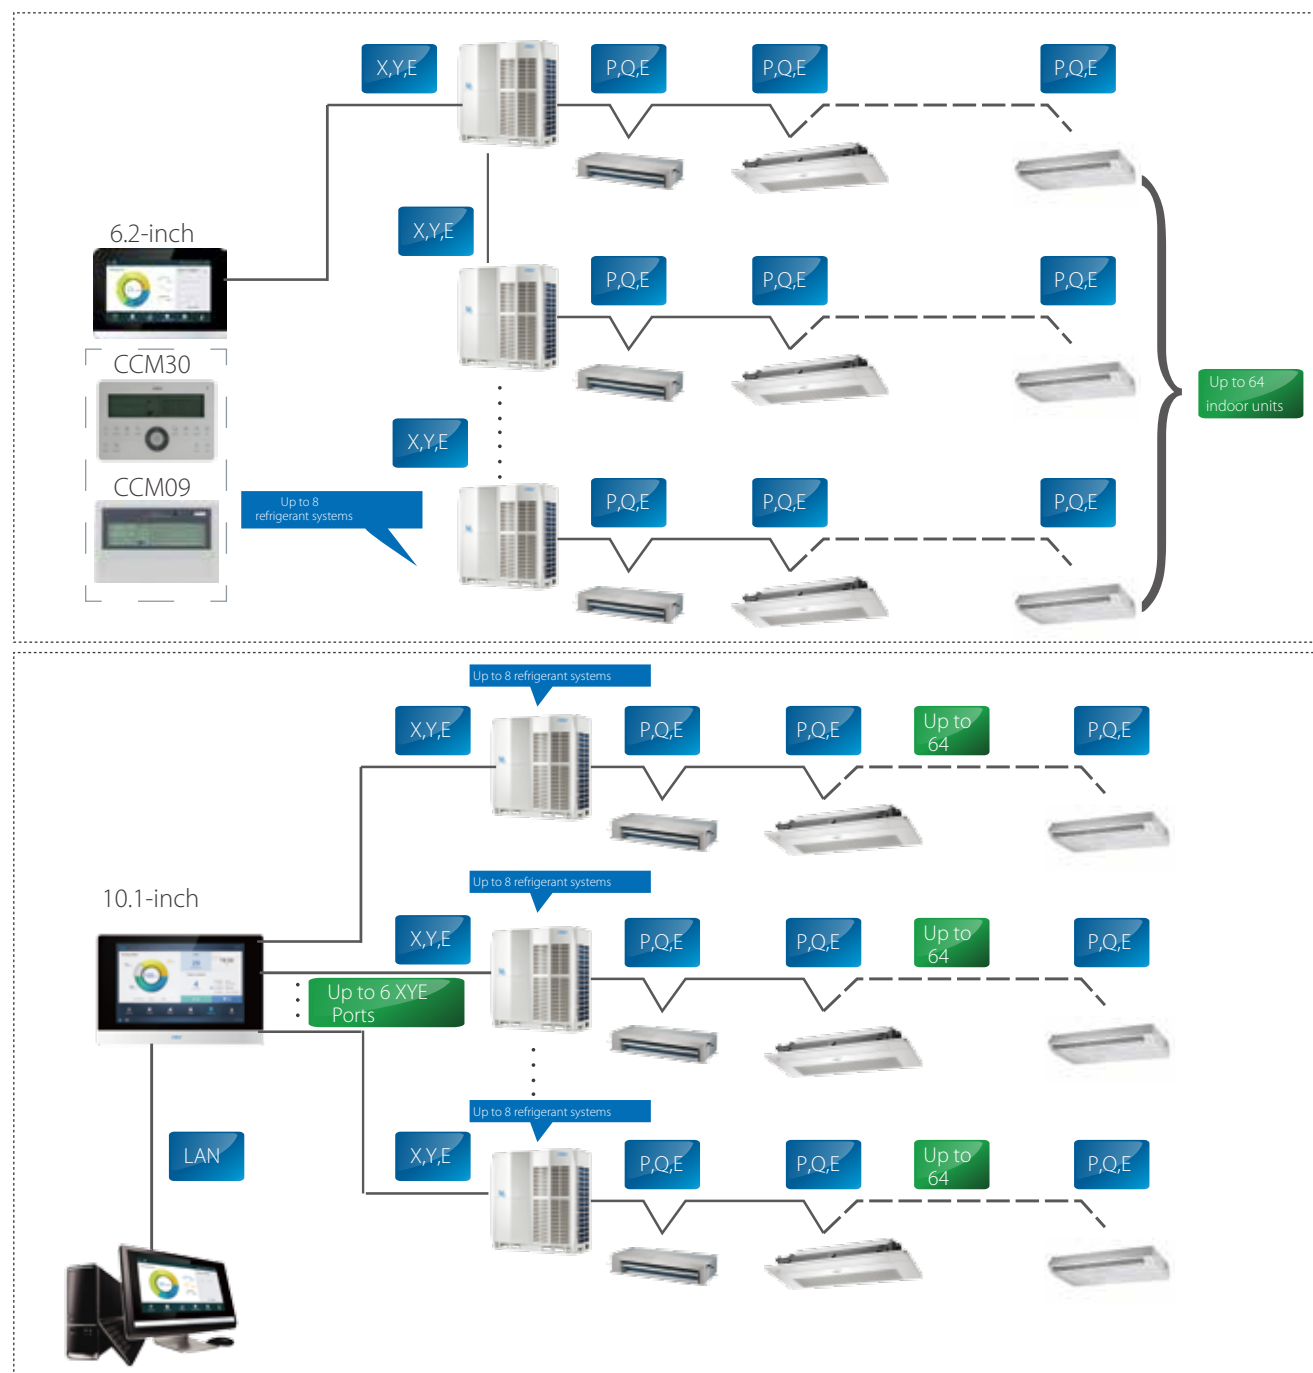 X,Y,E
P,Q,E
P,Q,E
P,Q,E
6.2-inch
X,Y,E
P,Q,E
P,Q,E
P,Q,E
CCM30
Up to 64
indoor units
X,Y,E
CCM09
Up to 8
refrigerant systems
P,Q,E
P,Q,E
P,Q,E
Up to 8 refrigerant systems
X,Y,E
P,Q,E
P,Q,E
Up to
64
P,Q,E
Up to 8 refrigerant systems
10.1-inch
X,Y,E
P,Q,E
P,Q,E
Up to
64
P,Q,E
Up to 6 XYE
Ports
Up to 8 refrigerant systems
LAN
X,Y,E
P,Q,E
P,Q,E
Up to
64
P,Q,E